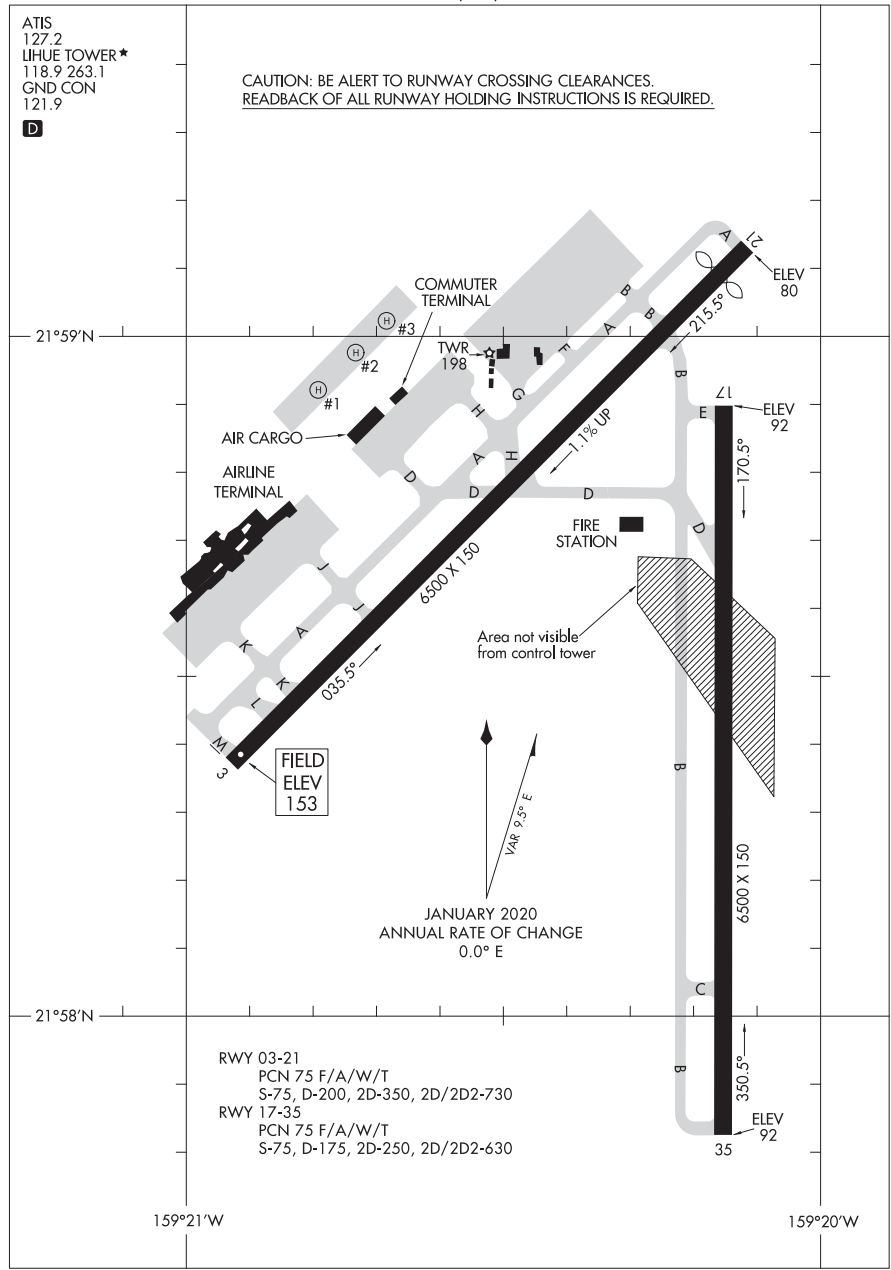 ATIS
127.2
LIHUE TOWER★
118.9 263.1
GND CON
121.9
D
CAUTION: BE ALERT TO RUNWAY CROSSING CLEARANCES.
READBACK OF ALL RUNWAY HOLDING INSTRUCTIONS IS REQUIRED.
A
21
ELEV
80
215.5°
B
B
A
F
B
COMMUTER
TERMINAL
H
#3
H
#2
H
#1
TWR
198
21°59'N
G
H
17
E
ELEV
92
170.5°
1.1% UP
AIR CARGO
A
H
D
D
D
D
AIRLINE
TERMINAL
FIRE
STATION
6500 X 150
J
J
A
K
K
L
M
3
035.5°
Area not visible
from control tower
FIELD
ELEV
153
VAR 9.5° E
JANUARY 2020
ANNUAL RATE OF CHANGE
0.0° E
B
6500 X 150
C
21°58'N
B
350.5°
ELEV
92
35
RWY 03-21
PCN 75 F/A/W/T
S-75, D-200, 2D-350, 2D/2D2-730
RWY 17-35
PCN 75 F/A/W/T
S-75, D-175, 2D-250, 2D/2D2-630
159°21'W
159°20'W